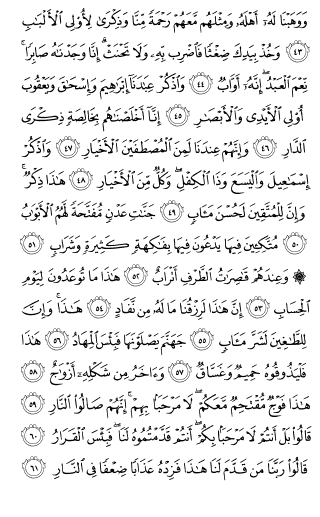 وَوَهَبْنَا لَهُۥٓ أَهْلَهُۥ وَمِثْلَهُم مَّعَهُمْ رَحْمَةً مِّنَّا وَذِكْرَىٰ لِأُو۟لِى ٱلْأَلْبَٰبِ
٤٣ وَخُذْ بِيَدِكَ ضِغْثًا فَٱضْرِب بِّهِۦ وَلَا تَحْنَثْ ۗ إِنَّا وَجَدْنَٰهُ صَابِرًا ۚ
نِّعْمَ ٱلْعَبْدُ ۖ إِنَّهُۥٓ أَوَّابٌ ٤٤ وَٱذْكُرْ عِبَٰدَنَآ إِبْرَٰهِيمَ وَإِسْحَٰقَ وَيَعْقُوبَ
أُو۟لِى ٱلْأَيْدِى وَٱلْأَبْصَٰرِ ٤٥ إِنَّآ أَخْلَصْنَٰهُم بِخَالِصَةٍ ذِكْرَى
ٱلدَّارِ ٤٦ وَإِنَّهُمْ عِندَنَا لَمِنَ ٱلْمُصْطَفَيْنَ ٱلْأَخْيَارِ ٤٧ وَٱذْكُرْ
إِسْمَٰعِيلَ وَٱلْيَسَعَ وَذَا ٱلْكِفْلِ ۖ وَكُلٌّ مِّنَ ٱلْأَخْيَارِ ٤٨ هَٰذَا ذِكْرٌ ۚ
وَإِنَّ لِلْمُتَّقِينَ لَحُسْنَ مَـَٔابٍ ٤٩ جَنَّٰتِ عَدْنٍ مُّفَتَّحَةً لَّهُمُ ٱلْأَبْوَٰبُ
٥٠ مُتَّكِـِٔينَ فِيهَا يَدْعُونَ فِيهَا بِفَٰكِهَةٍ كَثِيرَةٍ وَشَرَابٍ ٥١
۞ وَعِندَهُمْ قَٰصِرَٰتُ ٱلطَّرْفِ أَتْرَابٌ ٥٢ هَٰذَا مَا تُوعَدُونَ لِيَوْمِ
ٱلْحِسَابِ ٥٣ إِنَّ هَٰذَا لَرِزْقُنَا مَا لَهُۥ مِن نَّفَادٍ ٥٤ هَٰذَا ۚ وَإِنَّ
لِلطَّٰغِينَ لَشَرَّ مَـَٔابٍ ٥٥ جَهَنَّمَ يَصْلَوْنَهَا فَبِئْسَ ٱلْمِهَادُ ٥٦ هَٰذَا
فَلْيَذُوقُوهُ حَمِيمٌ وَغَسَّاقٌ ٥٧ وَءَاخَرُ مِن شَكْلِهِۦٓ أَزْوَٰجٌ ٥٨
هَٰذَا فَوْجٌ مُّقْتَحِمٌ مَّعَكُمْ ۖ لَا مَرْحَبًۢا بِهِمْ ۚ إِنَّهُمْ صَالُوا۟ ٱلنَّارِ ٥٩
قَالُوا۟ بَلْ أَنتُمْ لَا مَرْحَبًۢا بِكُمْ ۖ أَنتُمْ قَدَّمْتُمُوهُ لَنَا ۖ فَبِئْسَ ٱلْقَرَارُ ٦٠
قَالُوا۟ رَبَّنَا مَن قَدَّمَ لَنَا هَٰذَا فَزِدْهُ عَذَابًا ضِعْفًا فِى ٱلنَّارِ ٦١